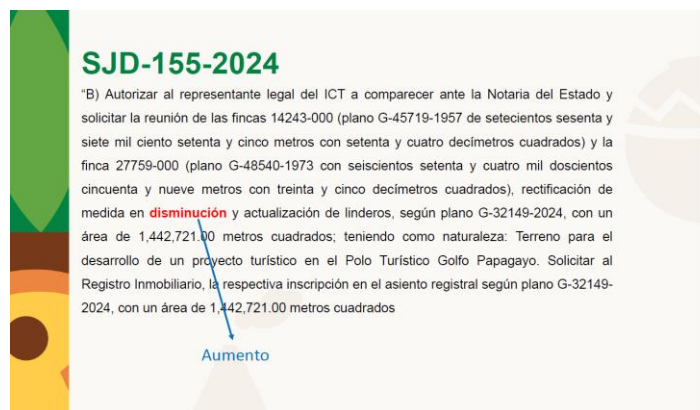 SJD-155-2024
“B) Autorizar al representante legal del ICT a comparecer ante la Notaria del Estado y
solicitar la reunión de las fincas 14243-000 (plano G-45719-1957 de setecientos sesenta y
siete mil ciento setenta y cinco metros con setenta y cuatro decímetros cuadrados) y la
finca 27759-000 (plano G-48540-1973 con seiscientos setenta y cuatro mil doscientos
cincuenta y nueve metros con treinta y cinco decímetros cuadrados), rectificación de
medida en disminución y actualización de linderos, según plano G-32149-2024, con un
área de 1,442,721.00 metros cuadrados; teniendo como naturaleza: Terreno para el
desarrollo de un proyecto turístico en el Polo Turístico Golfo Papagayo. Solicitar al
Registro Inmobiliario, la respectiva inscripción en el asiento registral según plano G-32149-
2024, con un área de 1,442,721.00 metros cuadrados
Aumento